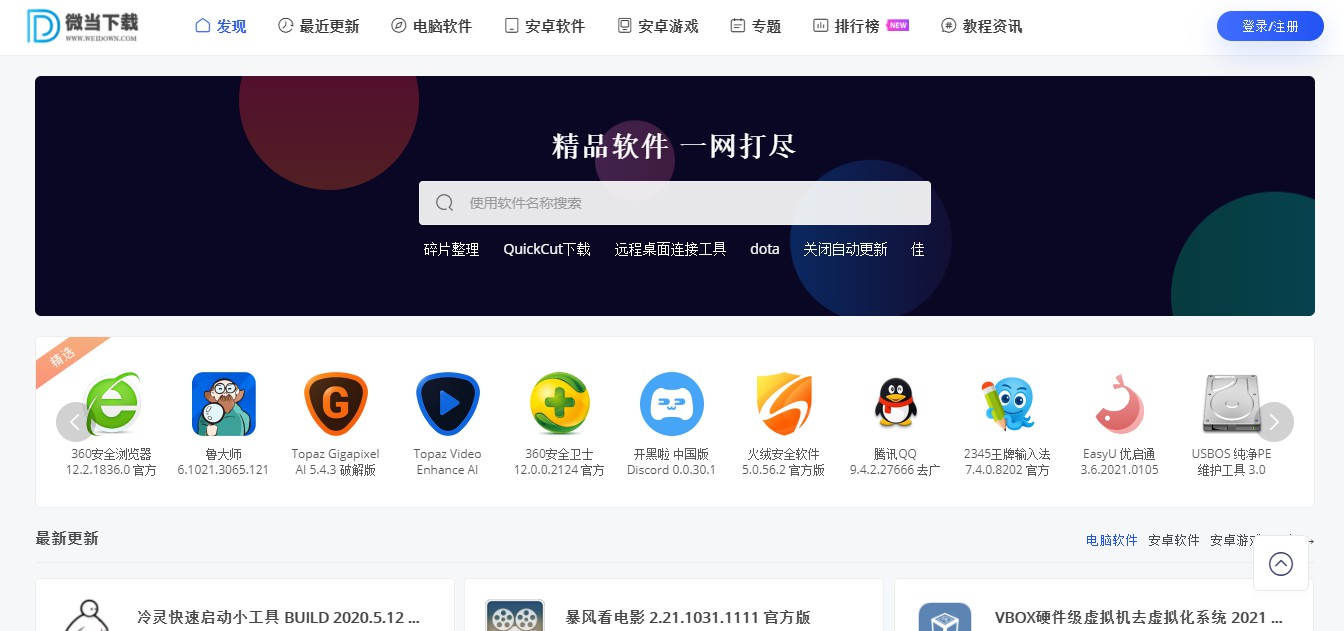 微当下载
WWW.WEIDOWN.COM
发现
最近更新
电脑软件
安卓软件
安卓游戏
专题
排行榜
NEW
教程资讯
登录/注册
精品软件 一网打尽
使用软件名称搜索
碎片整理
QuickCut下载
远程桌面连接工具
dota
关闭自动更新
佳
精选
360安全浏览器
12.2.1836.0 官方
鲁大师
6.1021.3065.121
Topaz Gigapixel
AI 5.4.3 破解版
Topaz Video
Enhance AI
360安全卫士
12.0.0.2124 官方
开黑啦 中国版
Discord 0.0.30.1
火绒安全软件
5.0.56.2 官方版
腾讯QQ
9.4.2.27666 去广
2345王牌输入法
7.4.0.8202 官方
EasyU 优启通
3.6.2021.0105
USBOS 纯净PE
维护工具 3.0
最新更新
电脑软件
安卓软件
安卓游戏
冷灵快速启动小工具 BUILD 2020.5.12 ...
暴风看电影 2.21.1031.1111 官方版
VBOX硬件级虚拟机去虚拟化系统 2021 ...